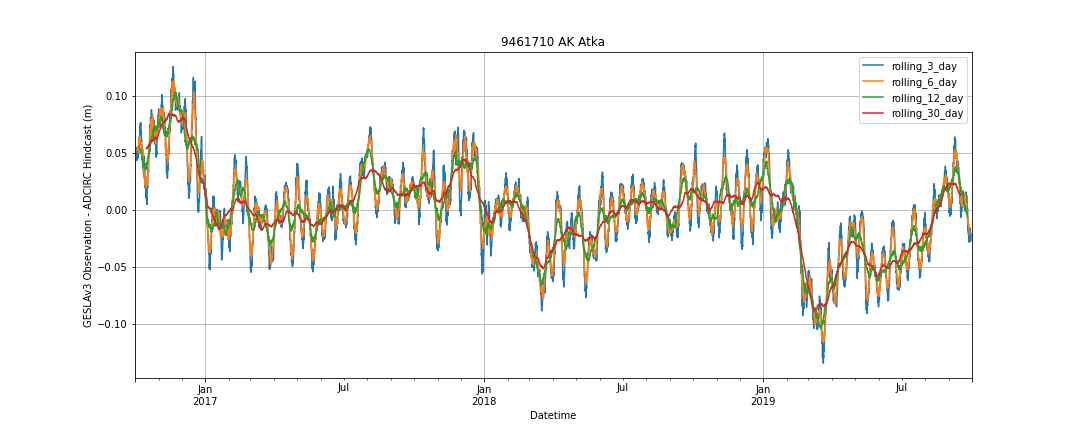 9461710 AK Atka
rolling_3_day
rolling_6_day
rolling_12_day
rolling_30_day
GESLAv3 Observation - ADCIRC Hindcast (m)
0.10
0.05
0.00
−0.05
−0.10
Jan Jul Jan Jul Jan Jul
2017 2018 2019
Datetime